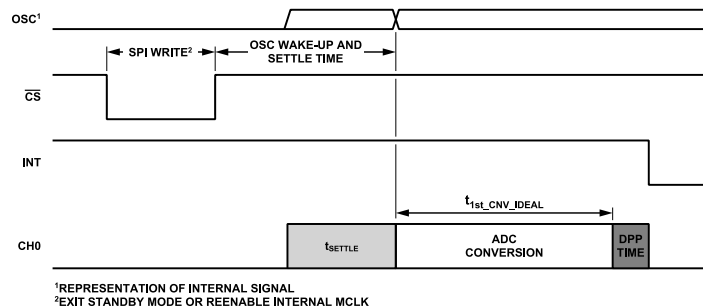 OSC¹
SPI WRITE²
OSC WAKE-UP AND
SETTLE TIME
CS
INT
t1st_CNV_IDEAL
CH0
tSETTLE
ADC
CONVERSION
DPP
TIME
¹REPRESENTATION OF INTERNAL SIGNAL
²EXIT STANDBY MODE OR REENABLE INTERNAL MCLK